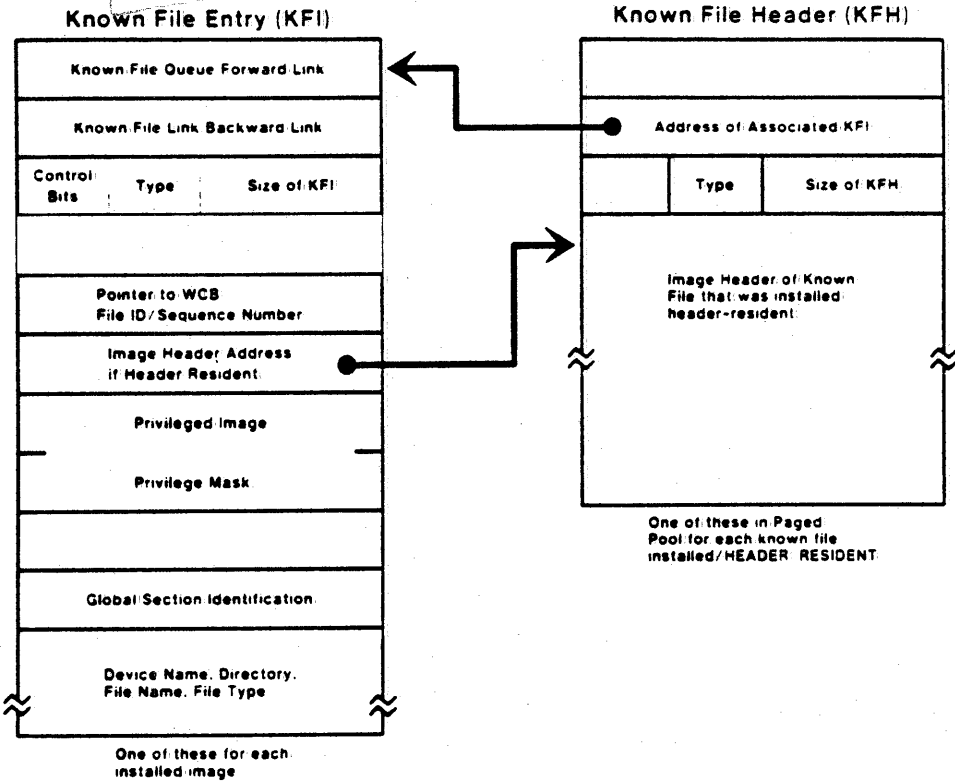 Known File Entry (KFI)
Known File Queue Forward Link
Known File Link Backward Link
Control
Bits
Type
Size of KFI
Pointer to WCB
File ID/Sequence Number
Image Header Address
if Header Resident
Privileged Image
Privilege Mask
Global Section Identification
Device Name, Directory,
File Name, File Type
One of these for each
installed image
Known File Header (KFH)
Address of Associated KFI
Type
Size of KFH
Image Header of Known
File that was installed
header-resident
One of these in Paged
Pool for each known file
installed/HEADER RESIDENT